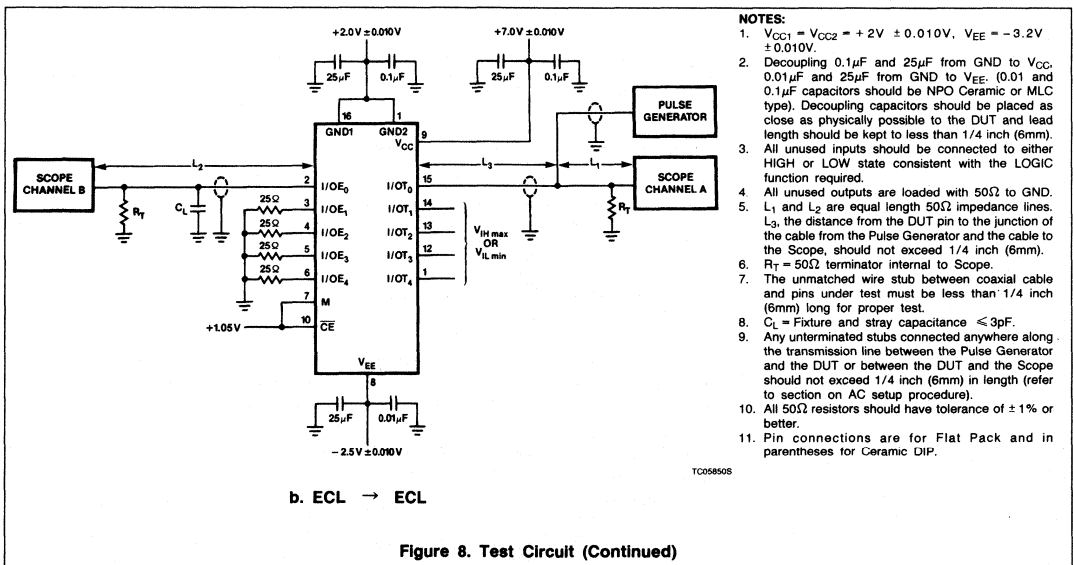 +2.0V ±0.010V
+7.0V ±0.010V
25μF
0.1μF
25μF
0.1μF
16
1
GND1
GND2
9
VCC
PULSE
GENERATOR
L2
L3
L1
SCOPE
CHANNEL B
SCOPE
CHANNEL A
RT
CL
RT
2
I/OE0
I/OT0
15
25Ω
3
I/OE1
I/OT1
14
25Ω
4
I/OE2
I/OT2
13
25Ω
5
I/OE3
I/OT3
12
25Ω
6
I/OE4
I/OT4
1
VIH max
OR
VIL min
7
M
+1.05V
10
CE
VEE
8
25μF
0.01μF
−2.5V ±0.010V
NOTES:
1. VCC1 = VCC2 = +2V ±0.010V, VEE = −3.2V
±0.010V.
2. Decoupling 0.1μF and 25μF from GND to VCC,
0.01μF and 25μF from GND to VEE. (0.01 and
0.1μF capacitors should be NPO Ceramic or MLC
type). Decoupling capacitors should be placed as
close as physically possible to the DUT and lead
length should be kept to less than 1/4 inch (6mm).
3. All unused inputs should be connected to either
HIGH or LOW state consistent with the LOGIC
function required.
4. All unused outputs are loaded with 50Ω to GND.
5. L1 and L2 are equal length 50Ω impedance lines.
L3, the distance from the DUT pin to the junction of
the cable from the Pulse Generator and the cable to
the Scope, should not exceed 1/4 inch (6mm).
6. RT = 50Ω terminator internal to Scope.
7. The unmatched wire stub between coaxial cable
and pins under test must be less than 1/4 inch
(6mm) long for proper test.
8. CL = Fixture and stray capacitance ≤ 3pF.
9. Any unterminated stubs connected anywhere along
the transmission line between the Pulse Generator
and the DUT or between the DUT and the Scope
should not exceed 1/4 inch (6mm) in length (refer
to section on AC setup procedure).
10. All 50Ω resistors should have tolerance of ±1% or
better.
11. Pin connections are for Flat Pack and in
parentheses for Ceramic DIP.
TC05850S
b. ECL → ECL
Figure 8. Test Circuit (Continued)